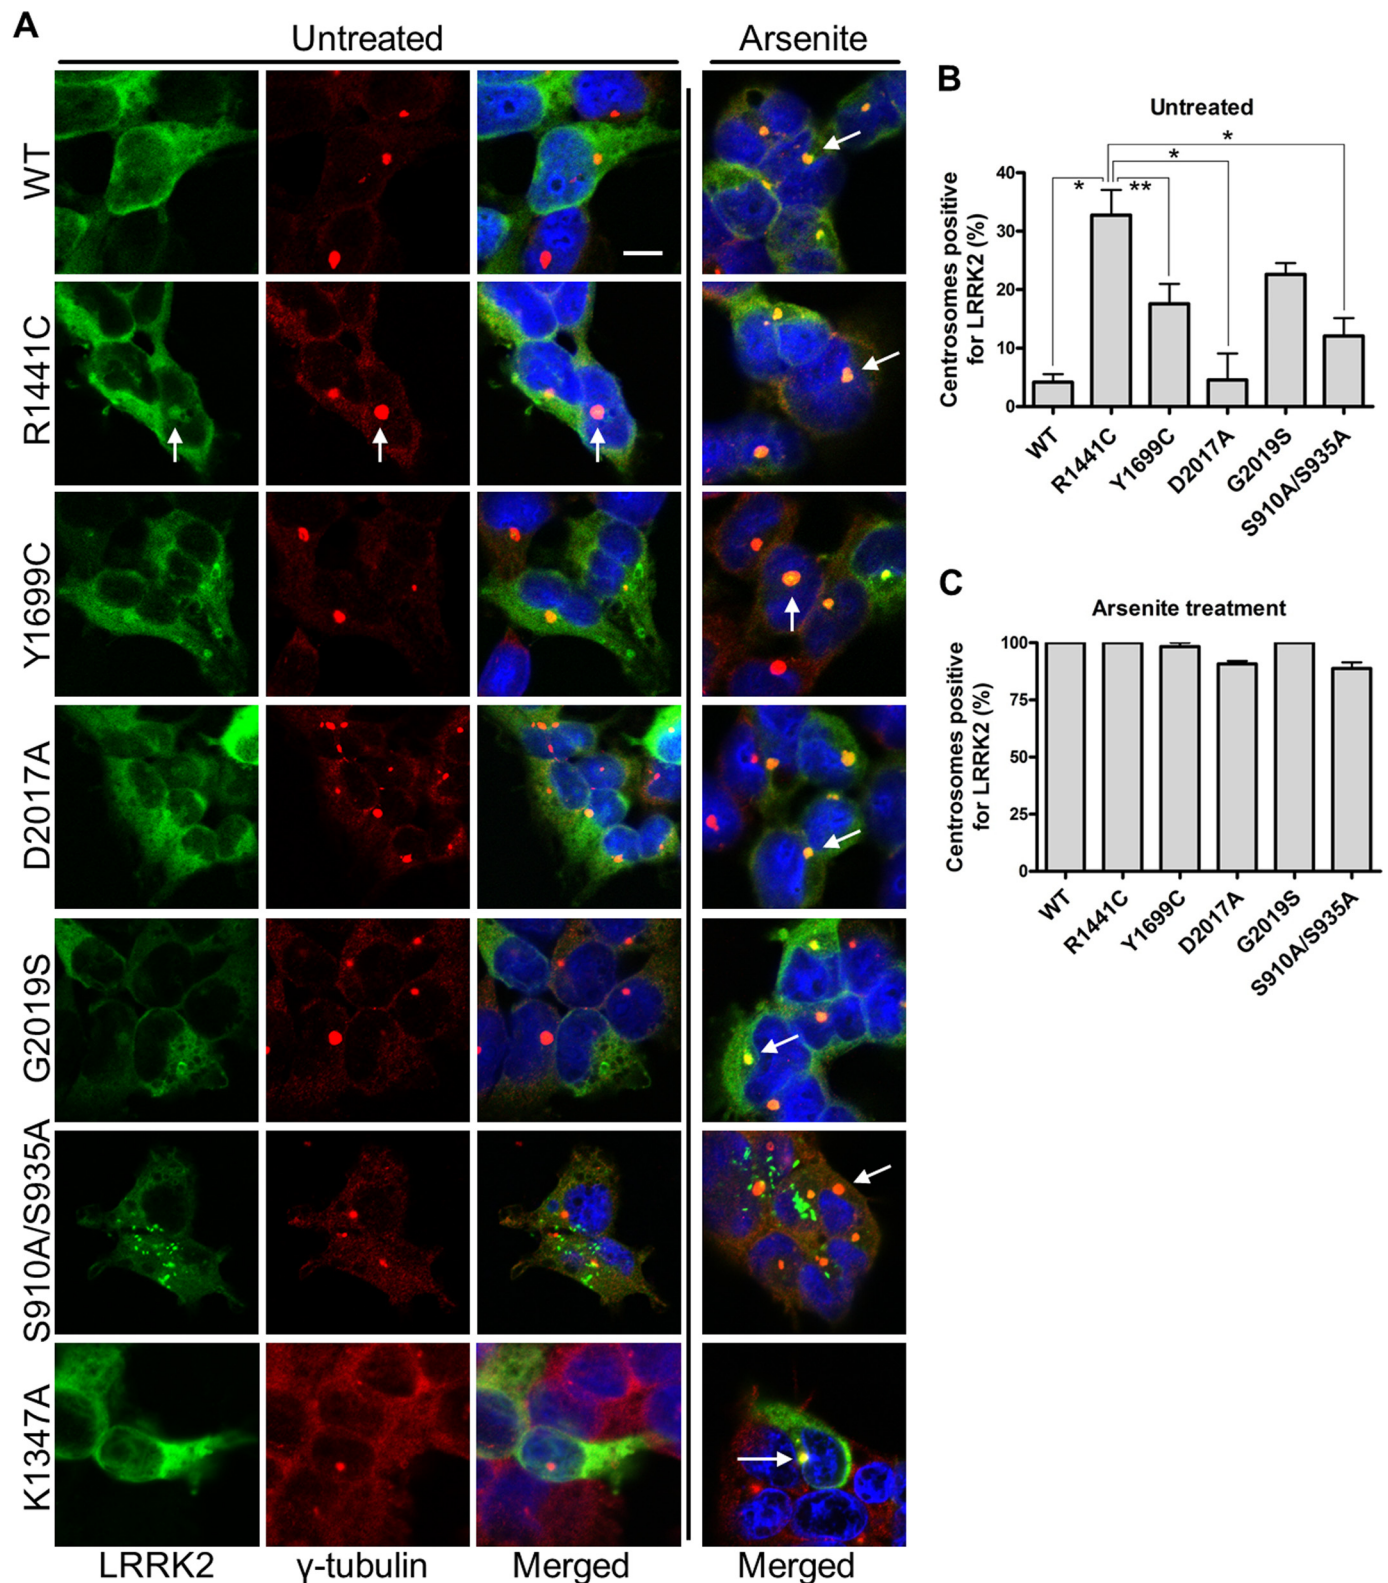 A
Untreated
Arsenite
WT
R1441C
Y1699C
D2017A
G2019S
S910A/S935A
K1347A
LRRK2
γ-tubulin
Merged
Merged
B
Untreated
Centrosomes positive
for LRRK2 (%)
40
30
20
10
0
*
**
*
*
WT
R1441C
Y1699C
D2017A
G2019S
S910A/S935A
C
Arsenite treatment
Centrosomes positive
for LRRK2 (%)
100
75
50
25
0
WT
R1441C
Y1699C
D2017A
G2019S
S910A/S935A